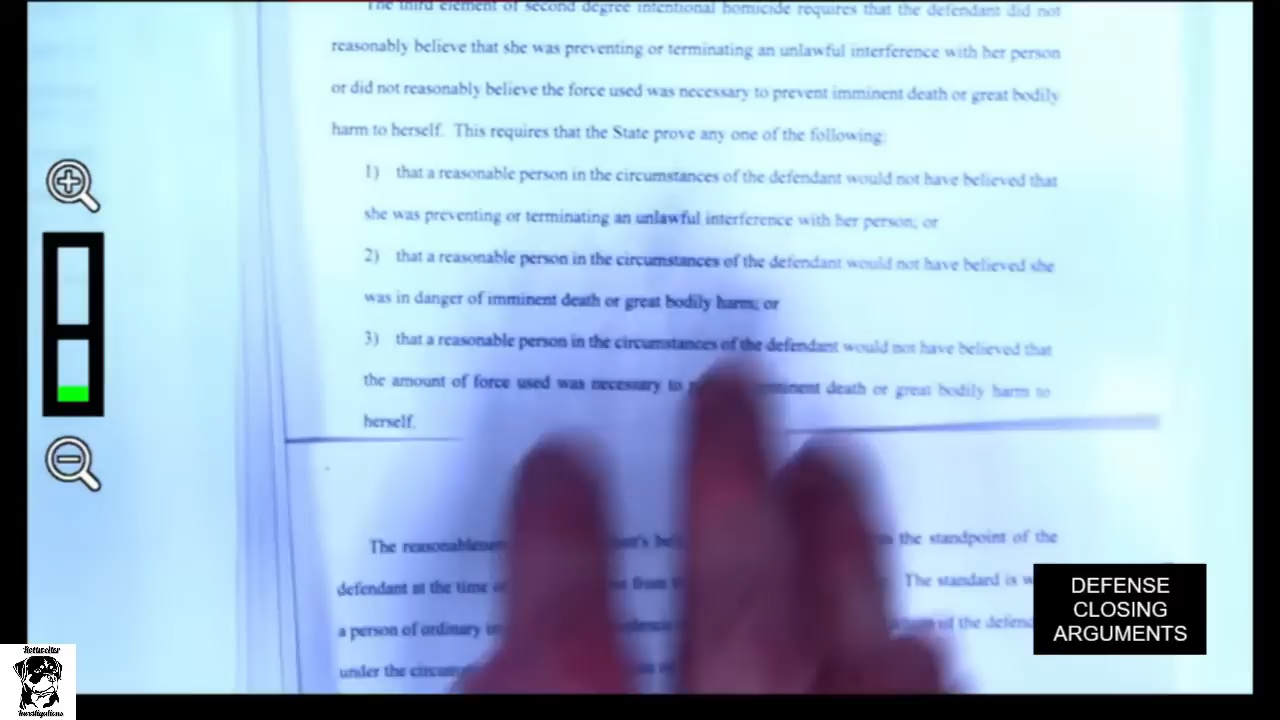 The third element of second degree intentional homicide requires that the defendant did not
reasonably believe that she was preventing or terminating an unlawful interference with her person
or did not reasonably believe the force used was necessary to prevent imminent death or great bodily
harm to herself. This requires that the State prove any one of the following:
1) that a reasonable person in the circumstances of the defendant would not have believed that
she was preventing or terminating an unlawful interference with her person; or
2) that a reasonable person in the circumstances of the defendant would not have believed she
was in danger of imminent death or great bodily harm; or
3) that a reasonable person in the circumstances of the defendant would not have believed that
the amount of force used was necessary to death or great bodily harm to
herself.
The the standpoint of the
defendant at the time The standard is
a person of ordinary of the
under the
DEFENSE
CLOSING
ARGUMENTS
Rottweiler
Investigations